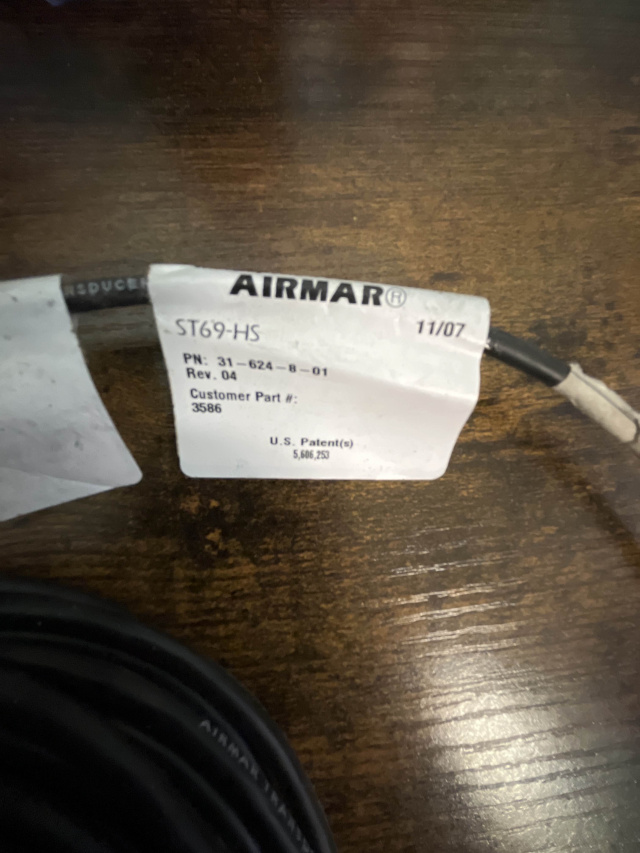 AIRMAR®
ST69-HS 11/07
PN: 31-624-8-01
Rev. 04
Customer Part #:
3586
U.S. Patent(s)
5,606,253
AIRMAR